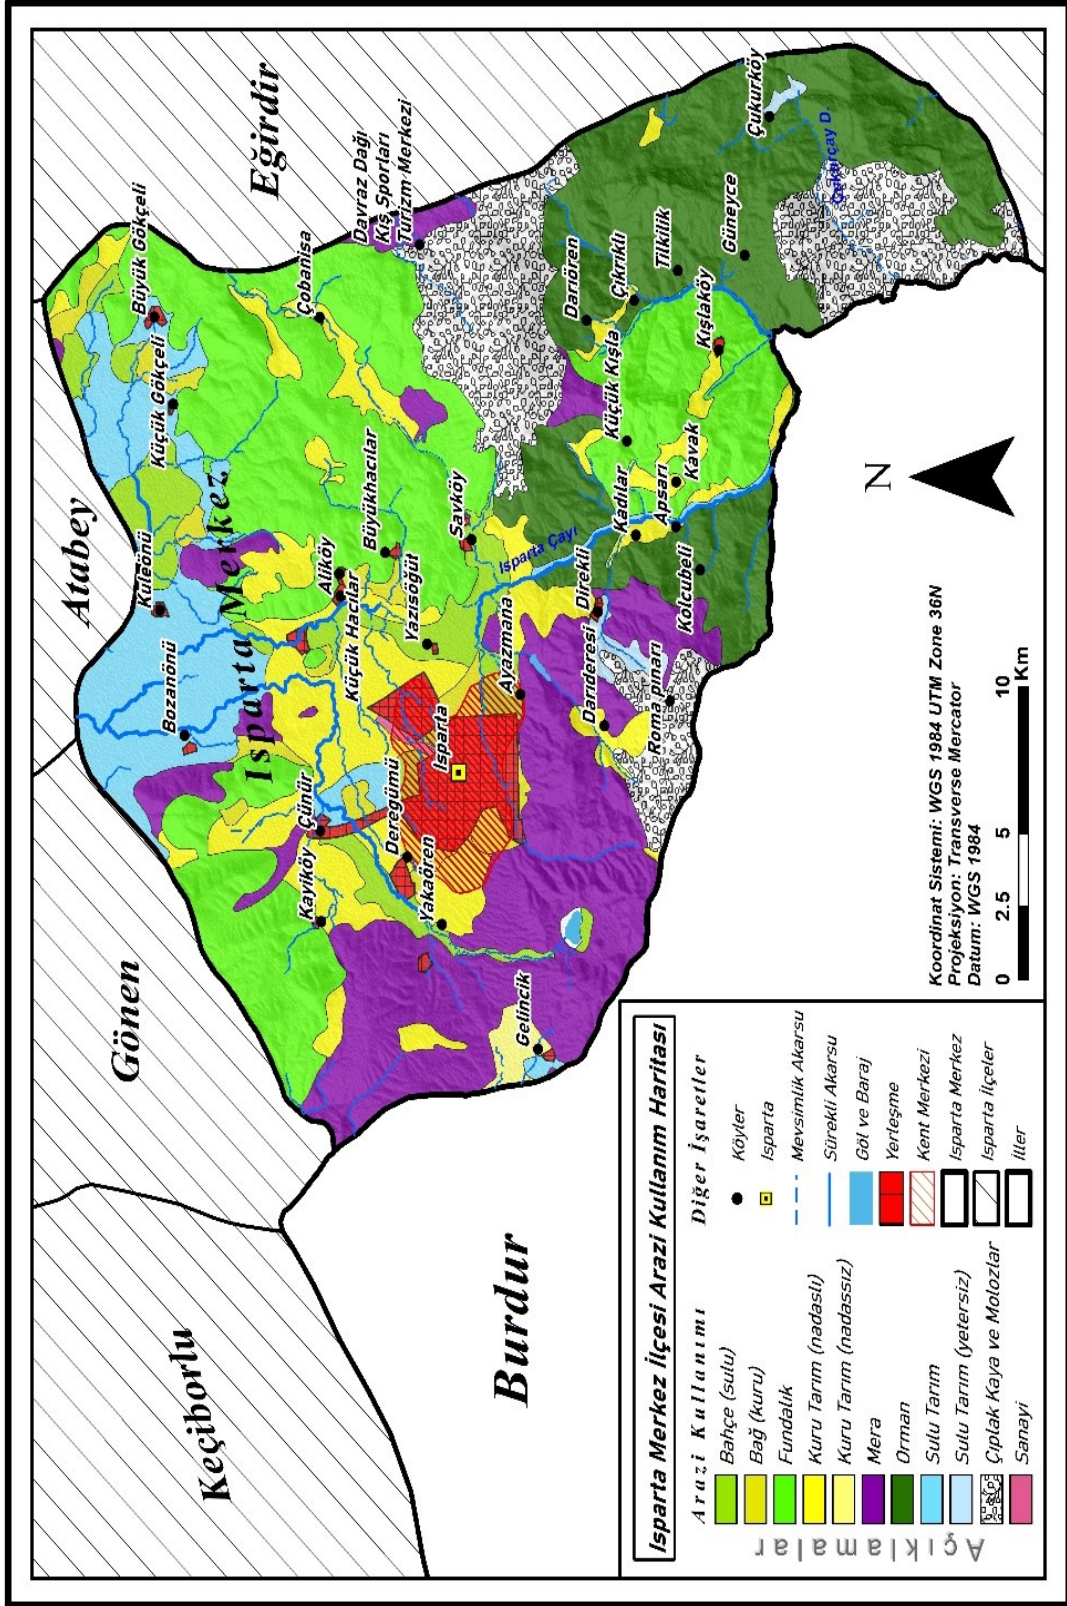 Keçiborlu
Gönen
Atabey
Eğirdir
Burdur
Isparta Merkez
Büyük Gökçeli
Küçük Gökçeli
Kuleönü
Bozanönü
Çobanisa
Davraz Dağı
Kış Sporları
Turizm Merkezi
Büyükhacılar
Alıköy
Küçük Hacılar
Yazısöğüt
Savköy
Çünür
Kayıköy
Deregümü
Isparta
Yakaören
Gelincik
Ayazmana
Isparta Çayı
Direkli
Darıderesi
Roma pınarı
Kolcubeli
Kadılar
Apsarı
Kavak
Küçük Kışla
Kışlaköy
Darıören
Çıkrıklı
Tilkilik
Güneyce
Çukurköy
Çukurçay D.
N
Isparta Merkez İlçesi Arazi Kullanım Haritası
Açıklamalar
Arazi Kullanımı
Bahçe (sulu)
Bağ (kuru)
Fundalık
Kuru Tarım (nadaslı)
Kuru Tarım (nadassız)
Mera
Orman
Sulu Tarım
Sulu Tarım (yetersiz)
Çıplak Kaya ve Molozlar
Sanayi
Diğer İşaretler
Köyler
Isparta
Mevsimlik Akarsu
Sürekli Akarsu
Göl ve Baraj
Yerleşme
Kent Merkezi
Isparta Merkez
Isparta İlçeler
İller
Koordinat Sistemi: WGS 1984 UTM Zone 36N
Projeksiyon: Transverse Mercator
Datum: WGS 1984
0 2.5 5 10
Km